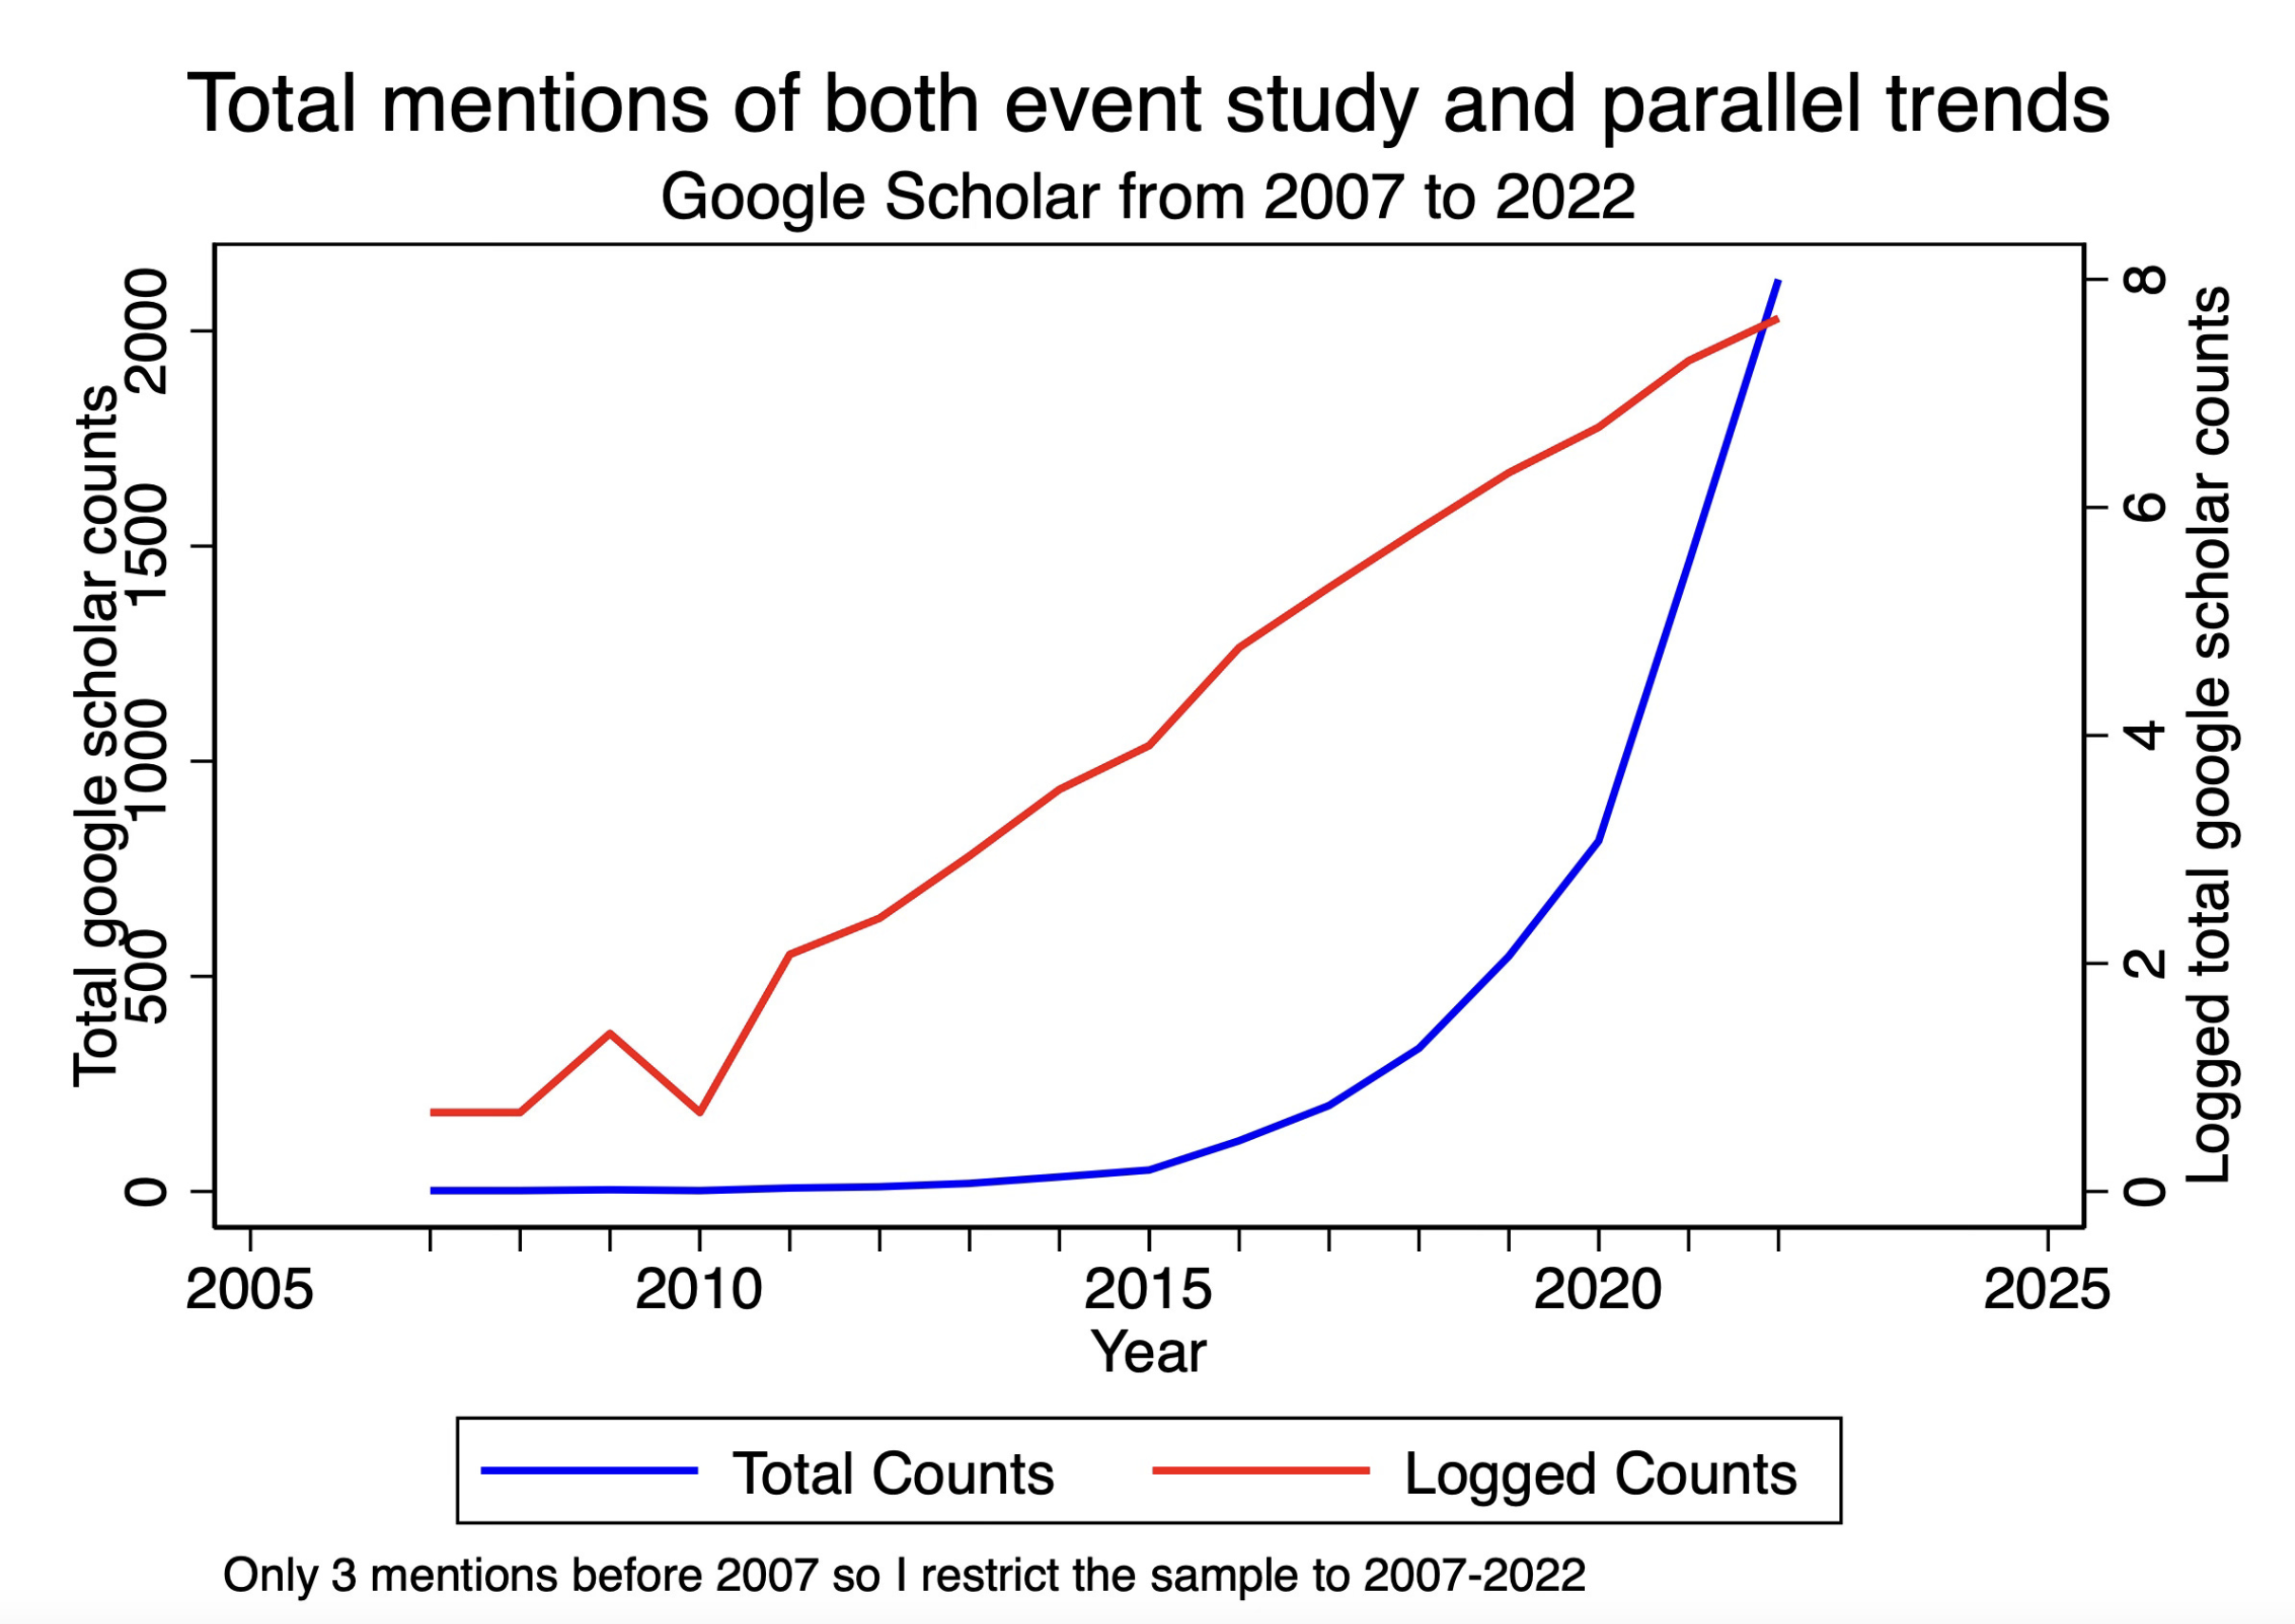 Total mentions of both event study and parallel trends
Google Scholar from 2007 to 2022
Total google scholar counts
2000
1500
1000
500
0
8
6
4
2
0
Logged total google scholar counts
2005
2010
2015
2020
2025
Year
Total Counts
Logged Counts
Only 3 mentions before 2007 so I restrict the sample to 2007-2022